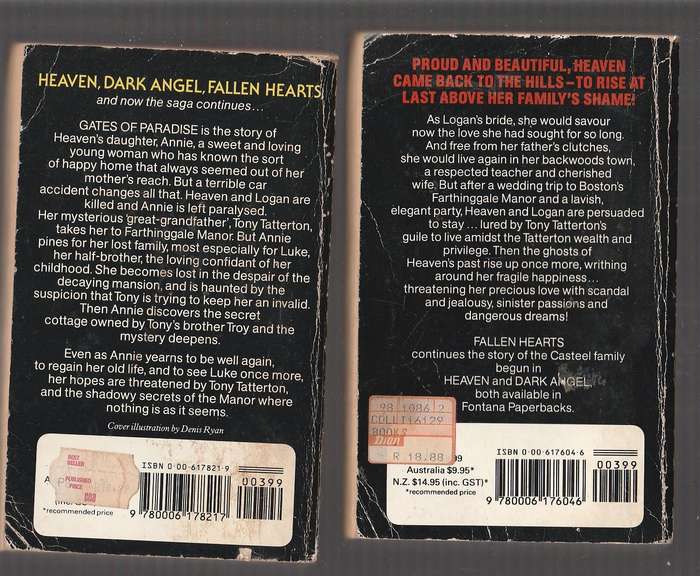 HEAVEN, DARK ANGEL, FALLEN HEARTS
and now the saga continues...
GATES OF PARADISE is the story of
Heaven's daughter, Annie, a sweet and loving
young woman who has known the sort
of happy home that always seemed out of her
mother's reach. But a terrible car
accident changes all that. Heaven and Logan are
killed and Annie is left paralysed.
Her mysterious 'great-grandfather', Tony Tatterton,
takes her to Farthinggale Manor. But Annie
pines for her lost family, most especially for Luke,
her half-brother, the loving confidant of her
childhood. She becomes lost in the despair of the
decaying mansion, and is haunted by the
suspicion that Tony is trying to keep her an invalid.
Then Annie discovers the secret
cottage owned by Tony's brother Troy and the
mystery deepens.
Even as Annie yearns to be well again,
to regain her old life, and to see Luke once more,
her hopes are threatened by Tony Tatterton,
and the shadowy secrets of the Manor where
nothing is as it seems.
Cover illustration by Denis Ryan
BEST
SELLER
PUBLISHED
PRICE
*recommended price
ISBN 0-00-617821-9
00399
9 780006 178217
PROUD AND BEAUTIFUL, HEAVEN
CAME BACK TO THE HILLS – TO RISE AT
LAST ABOVE HER FAMILY'S SHAME!
As Logan's bride, she would savour
now the love she had sought for so long.
And free from her father's clutches,
she would live again in her backwoods town,
a respected teacher and cherished
wife. But after a wedding trip to Boston's
Farthinggale Manor and a lavish,
elegant party, Heaven and Logan are persuaded
to stay ... lured by Tony Tatterton's
guile to live amidst the Tatterton wealth and
privilege. Then the ghosts of
Heaven's past rise up once more, writhing
around her fragile happiness...
threatening her precious love with scandal
and jealousy, sinister passions and
dangerous dreams!
FALLEN HEARTS
continues the story of the Casteel family
begun in
HEAVEN and DARK ANGEL,
both available in
Fontana Paperbacks.
98 1086 2
COLLI16129
BOOKS
R 18.88
99
Australia $9.95*
N.Z. $14.95 (inc. GST)*
*recommended price
ISBN 0-00-617604-6
00399
9 780006 176046